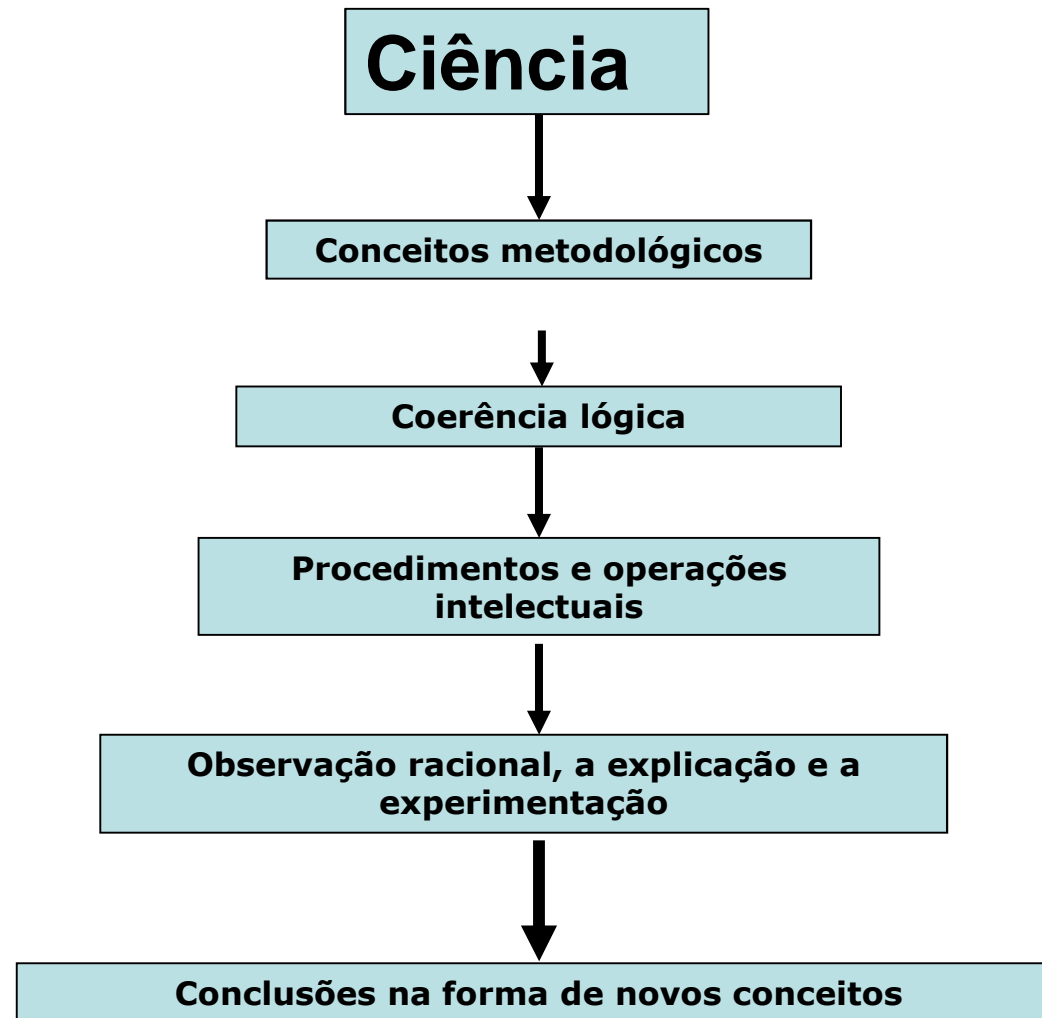 Ciência
Conceitos metodológicos
Coerência lógica
Procedimentos e operações
intelectuais
Observação racional, a explicação e a
experimentação
Conclusões na forma de novos conceitos